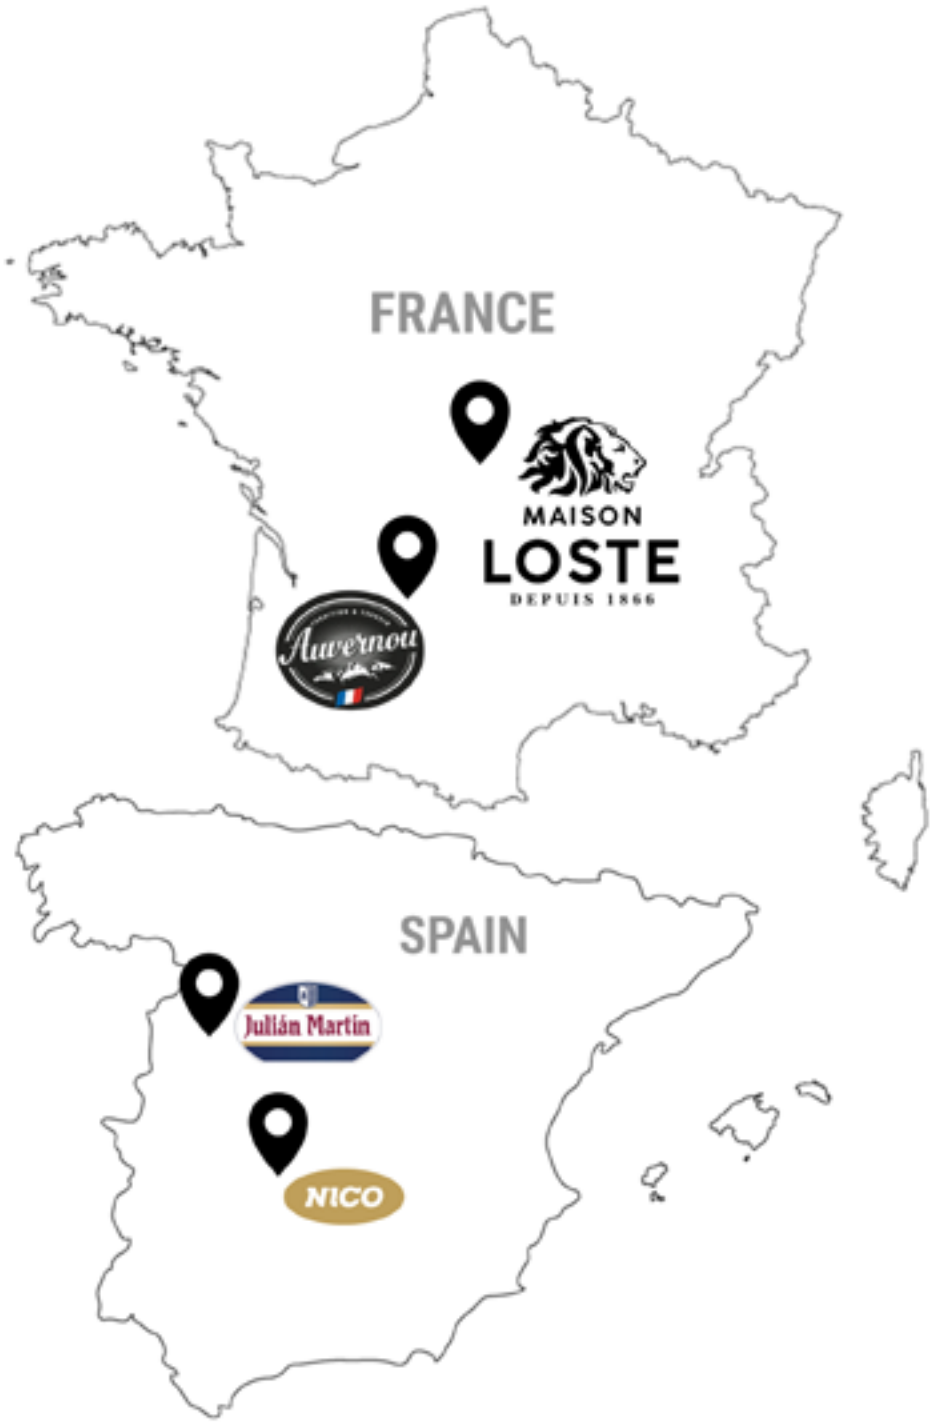 FRANCE
MAISON
LOSTE
DEPUIS 1866
Auvernou
SPAIN
Julián Martín
NICO